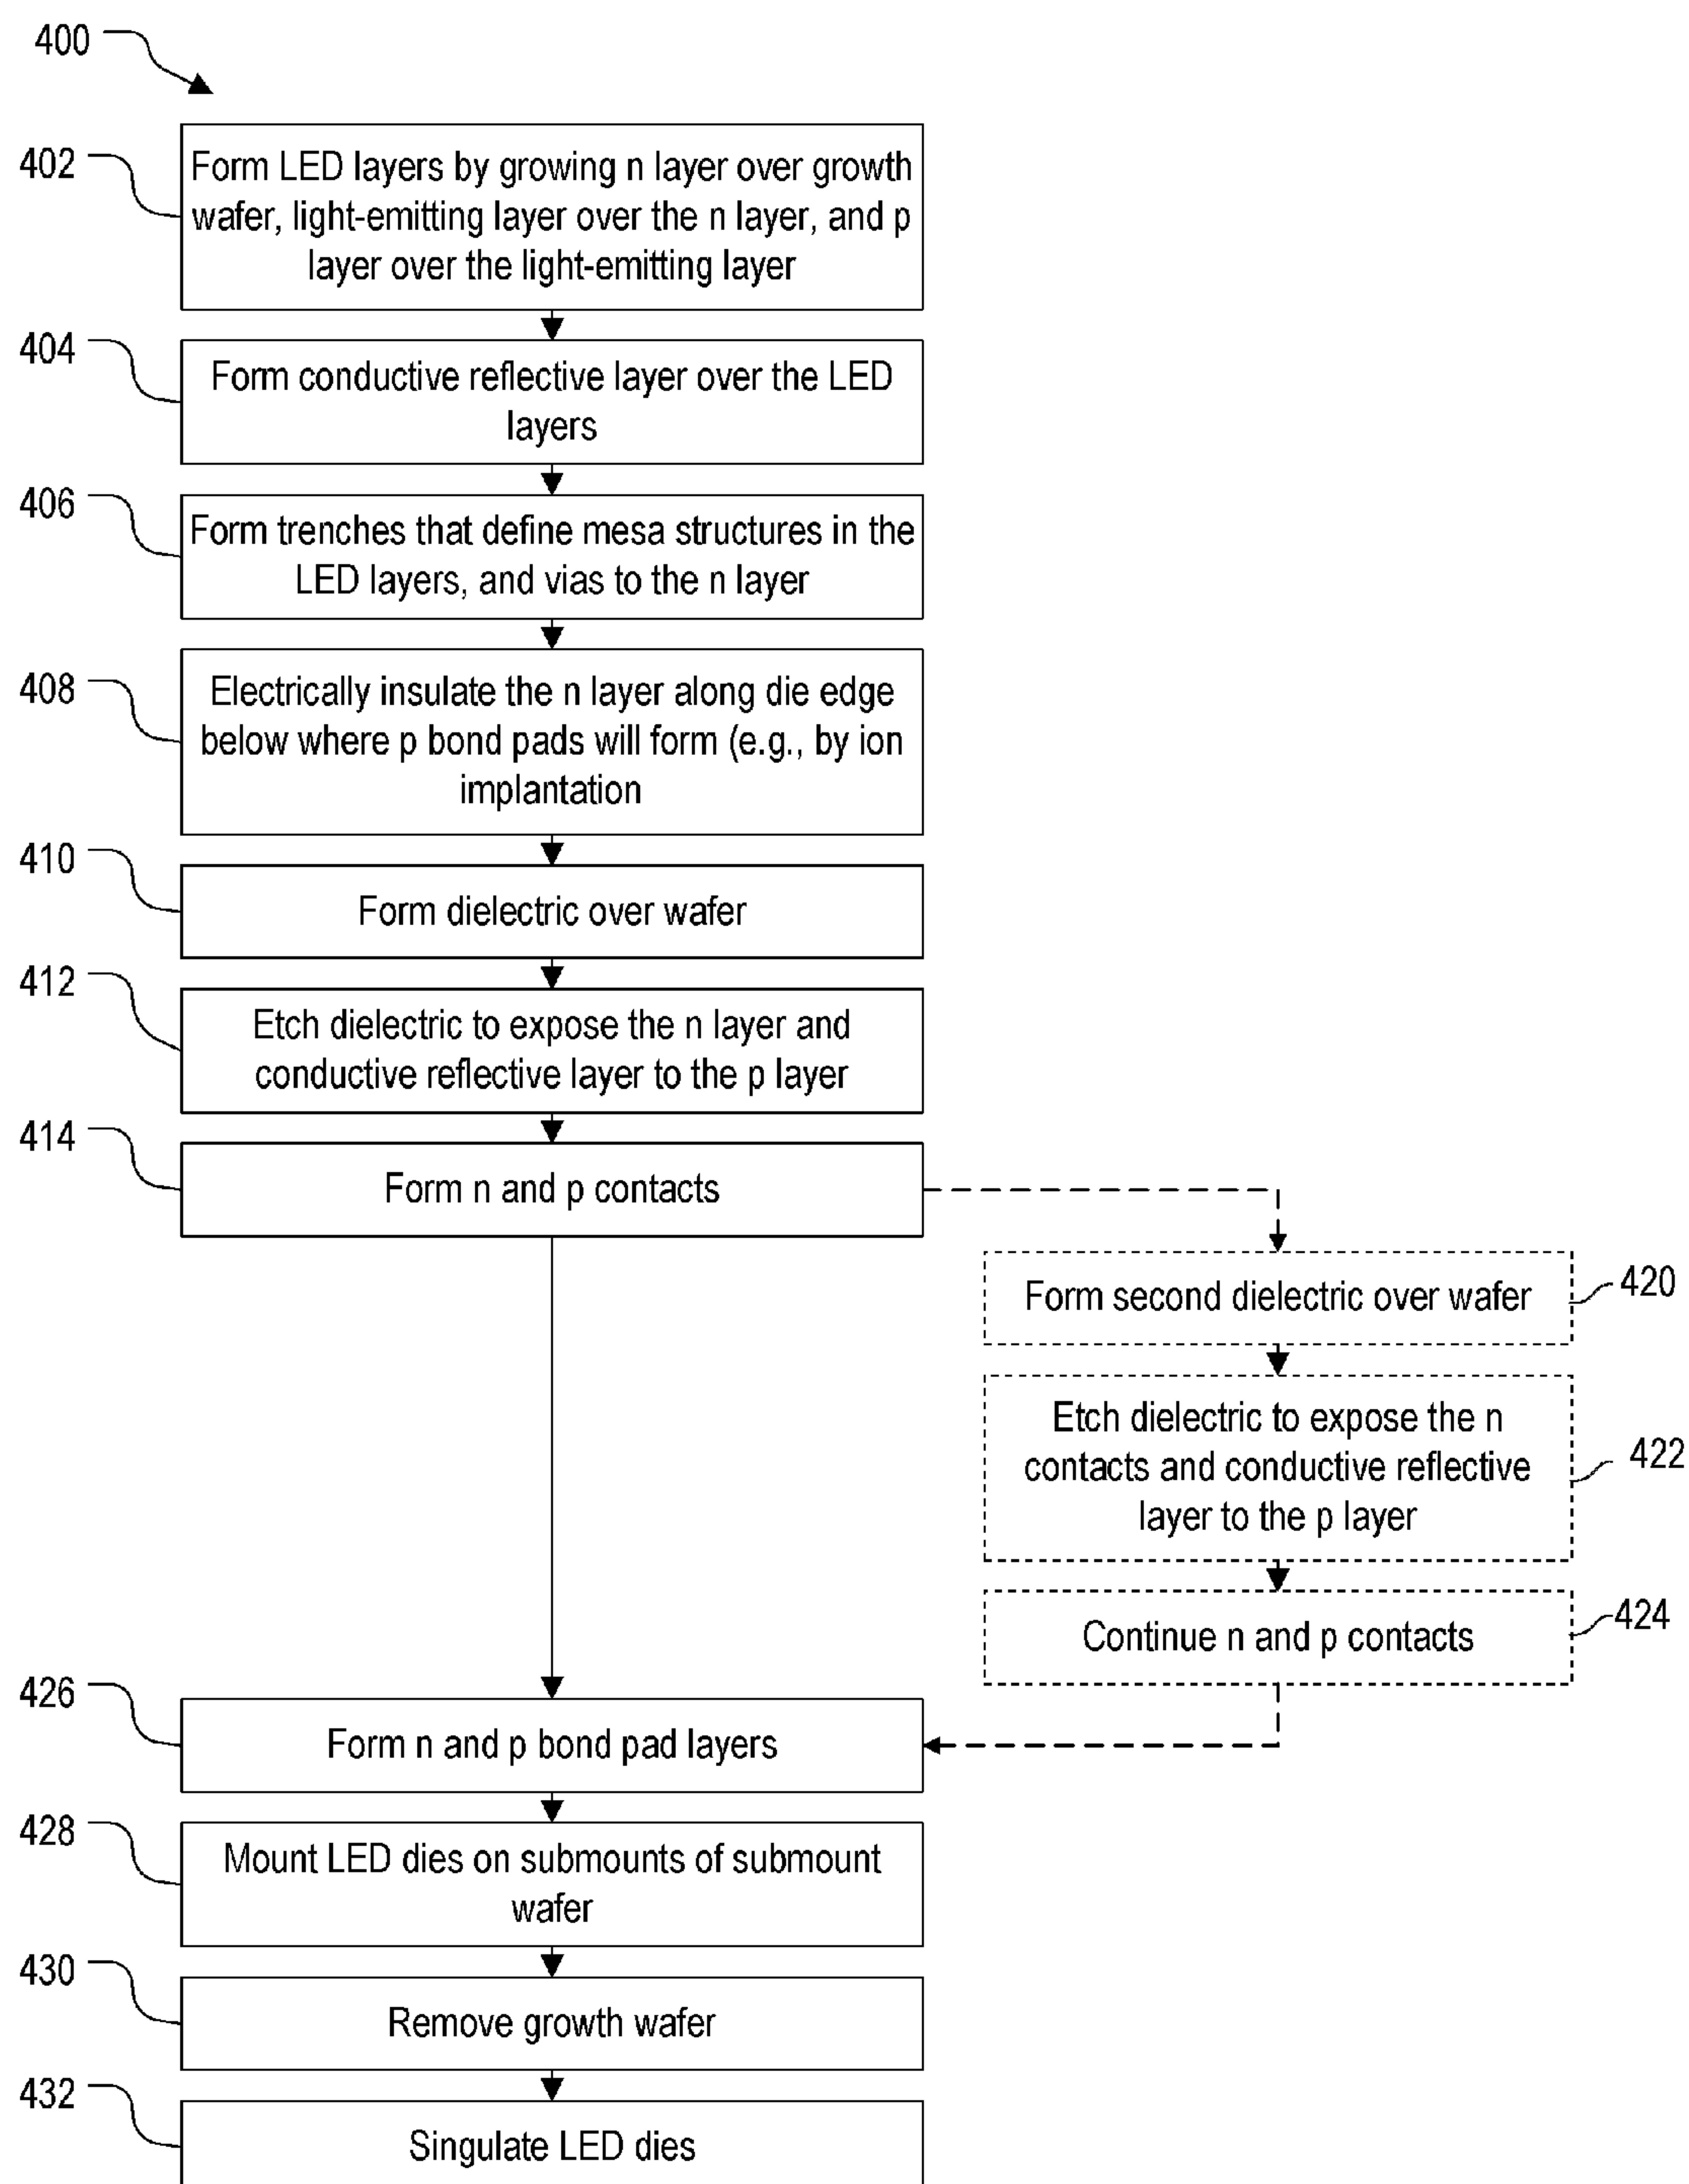 400
402
Form LED layers by growing n layer over growth
wafer, light-emitting layer over the n layer, and p
layer over the light-emitting layer
404
Form conductive reflective layer over the LED
layers
406
Form trenches that define mesa structures in the
LED layers, and vias to the n layer
408
Electrically insulate the n layer along die edge
below where p bond pads will form (e.g., by ion
implantation
410
Form dielectric over wafer
412
Etch dielectric to expose the n layer and
conductive reflective layer to the p layer
414
Form n and p contacts
Form second dielectric over wafer
420
Etch dielectric to expose the n
contacts and conductive reflective
layer to the p layer
422
Continue n and p contacts
424
426
Form n and p bond pad layers
428
Mount LED dies on submounts of submount
wafer
430
Remove growth wafer
432
Singulate LED dies